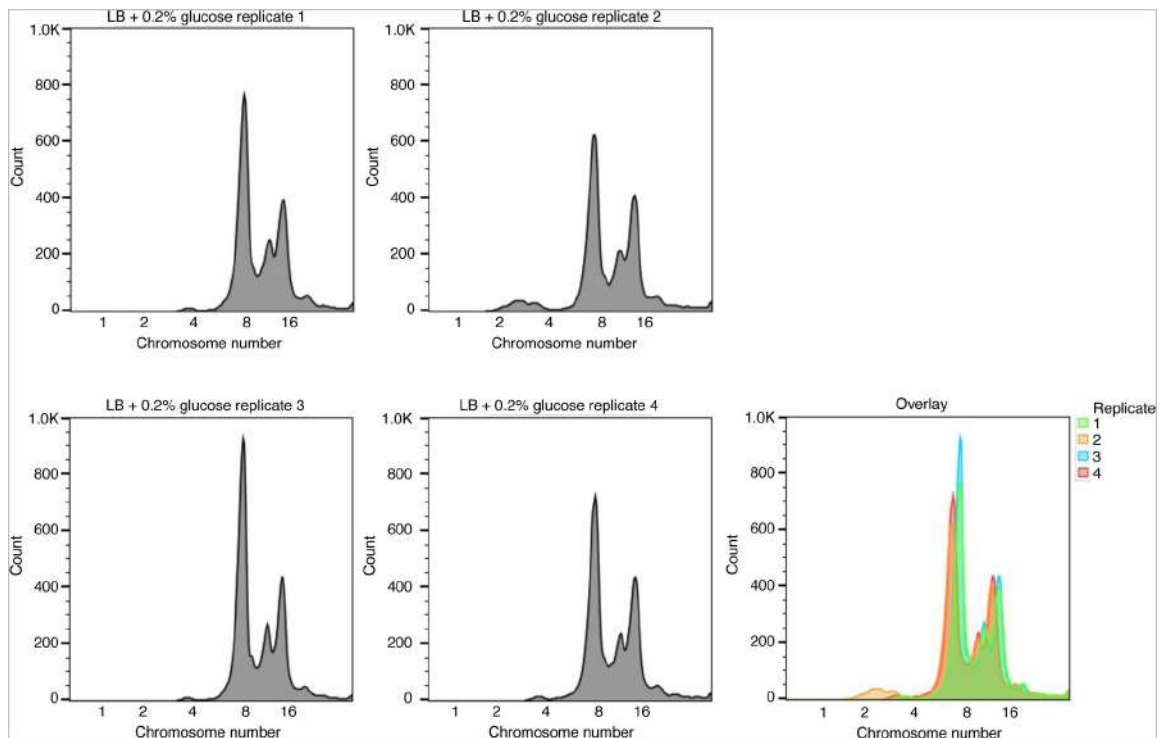 LB + 0.2% glucose replicate 1
LB + 0.2% glucose replicate 2
1.0K
800
600
400
200
0
Count
1 2 4 8 16
Chromosome number
1.0K
800
600
400
200
0
Count
1 2 4 8 16
Chromosome number
LB + 0.2% glucose replicate 3
LB + 0.2% glucose replicate 4
Overlay
1.0K
800
600
400
200
0
Count
1 2 4 8 16
Chromosome number
1.0K
800
600
400
200
0
Count
1 2 4 8 16
Chromosome number
1.0K
800
600
400
200
0
Count
1 2 4 8 16
Chromosome number
Replicate
1
2
3
4